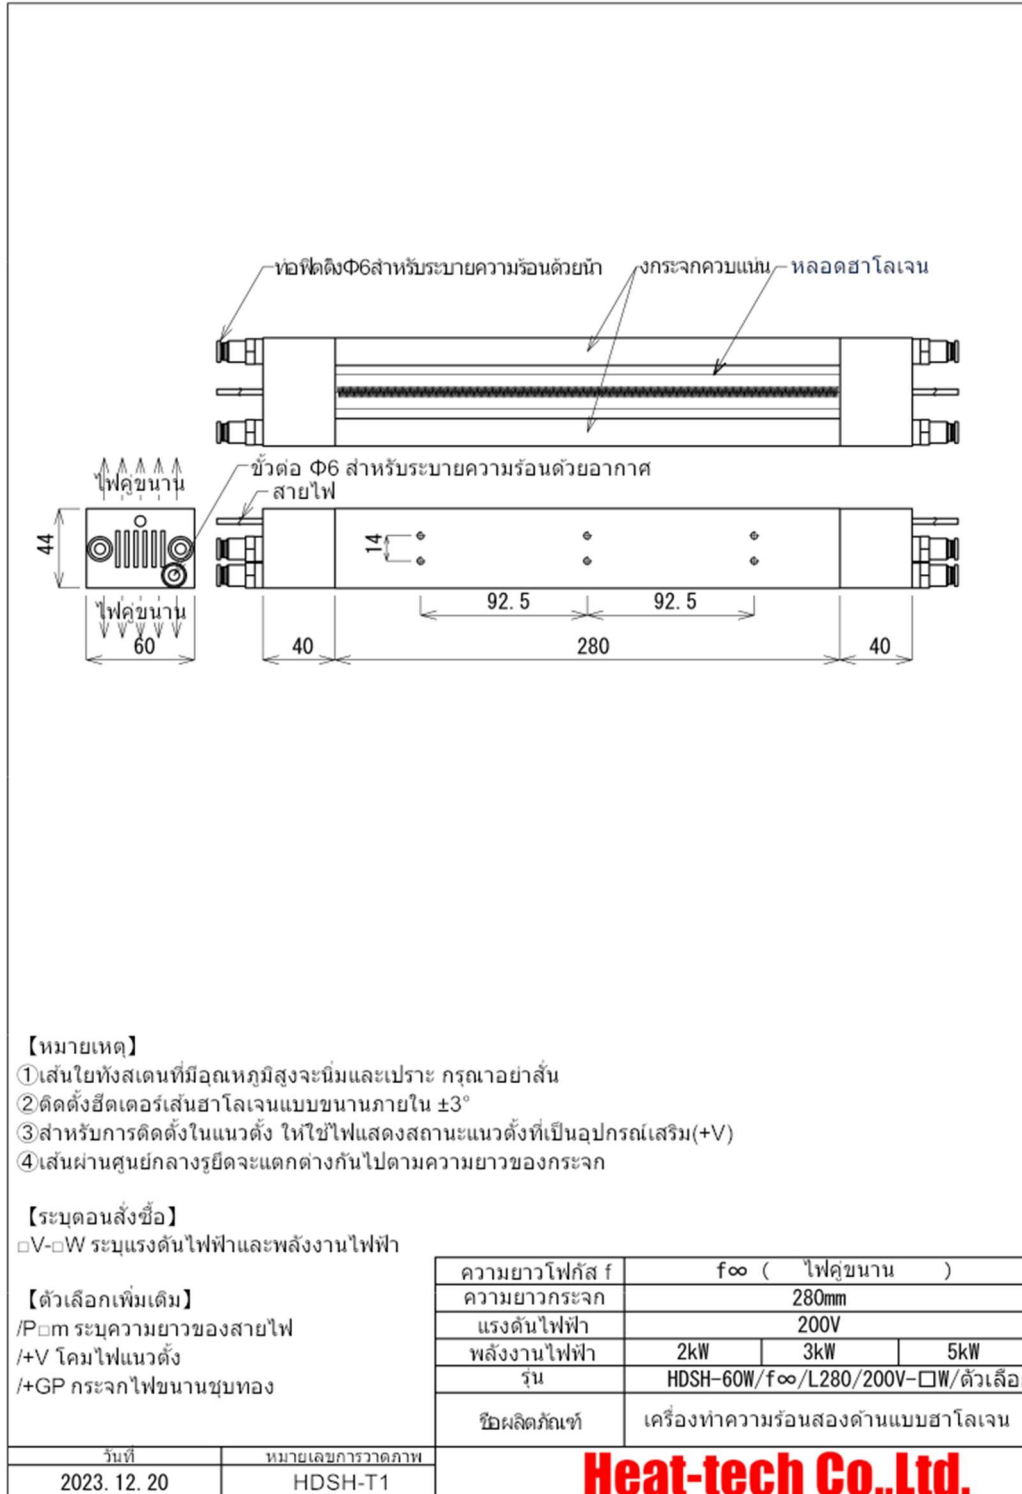 ท่อฟิตติ้งΦ6สำหรับระบายความร้อนด้วยน้ำ
งกระจกควบแน่น
หลอดฮาโลเจน
ขั้วต่อ Φ6 สำหรับระบายความร้อนด้วยอากาศ
สายไฟ
ไฟคู่ขนาน
44
14
92.5
92.5
ไฟคู่ขนาน
60
40
280
40
【หมายเหตุ】
①เส้นใยทังสเตนที่มีอุณหภูมิสูงจะนิ่มและเปราะ กรุณาอย่าสั่น
②ติดตั้งฮีตเตอร์เส้นฮาโลเจนแบบขนานภายใน ±3°
③สำหรับการติดตั้งในแนวตั้ง ให้ใช้ไฟแสดงสถานะแนวตั้งที่เป็นอุปกรณ์เสริม(+V)
④เส้นผ่านศูนย์กลางรูยึดจะแตกต่างกันไปตามความยาวของกระจก
【ระบุตอนสั่งซื้อ】
□V-□W ระบุแรงดันไฟฟ้าและพลังงานไฟฟ้า
【ตัวเลือกเพิ่มเติม】
/P□m ระบุความยาวของสายไฟ
/+V โคมไฟแนวตั้ง
/+GP กระจกไฟขนานชุบทอง
ความยาวโฟกัส f f∞ ( ไฟคู่ขนาน )
ความยาวกระจก 280mm
แรงดันไฟฟ้า 200V
พลังงานไฟฟ้า 2kW 3kW 5kW
รุ่น HDSH-60W/f∞/L280/200V-□W/ตัวเลือ
ชื่อผลิตภัณฑ์ เครื่องทำความร้อนสองด้านแบบฮาโลเจน
วันที่ หมายเลขการวาดภาพ
2023.12.20 HDSH-T1
Heat-tech Co.,Ltd.